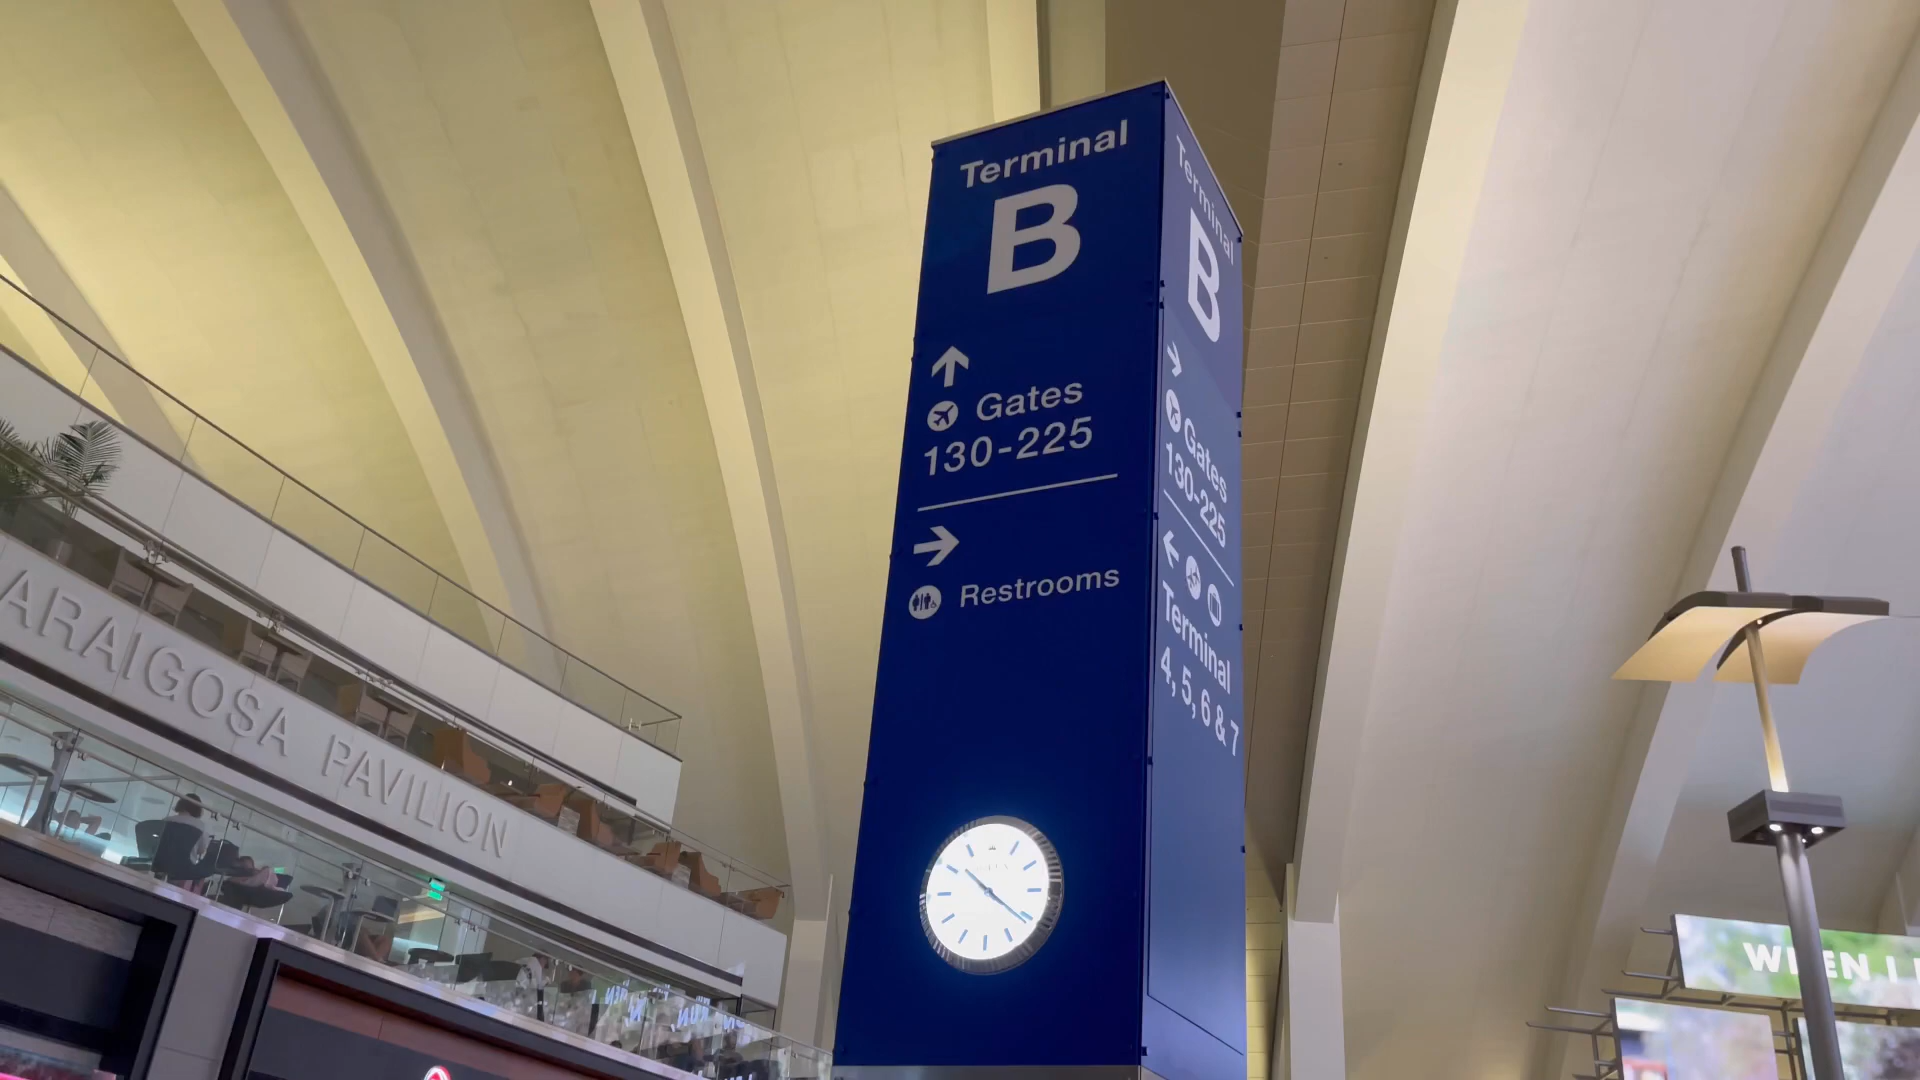 Terminal
B
Gates
130-225
Restrooms
Terminal
B
Gates
130-225
Terminal
4, 5, 6 & 7
ARAIGOSA PAVILION